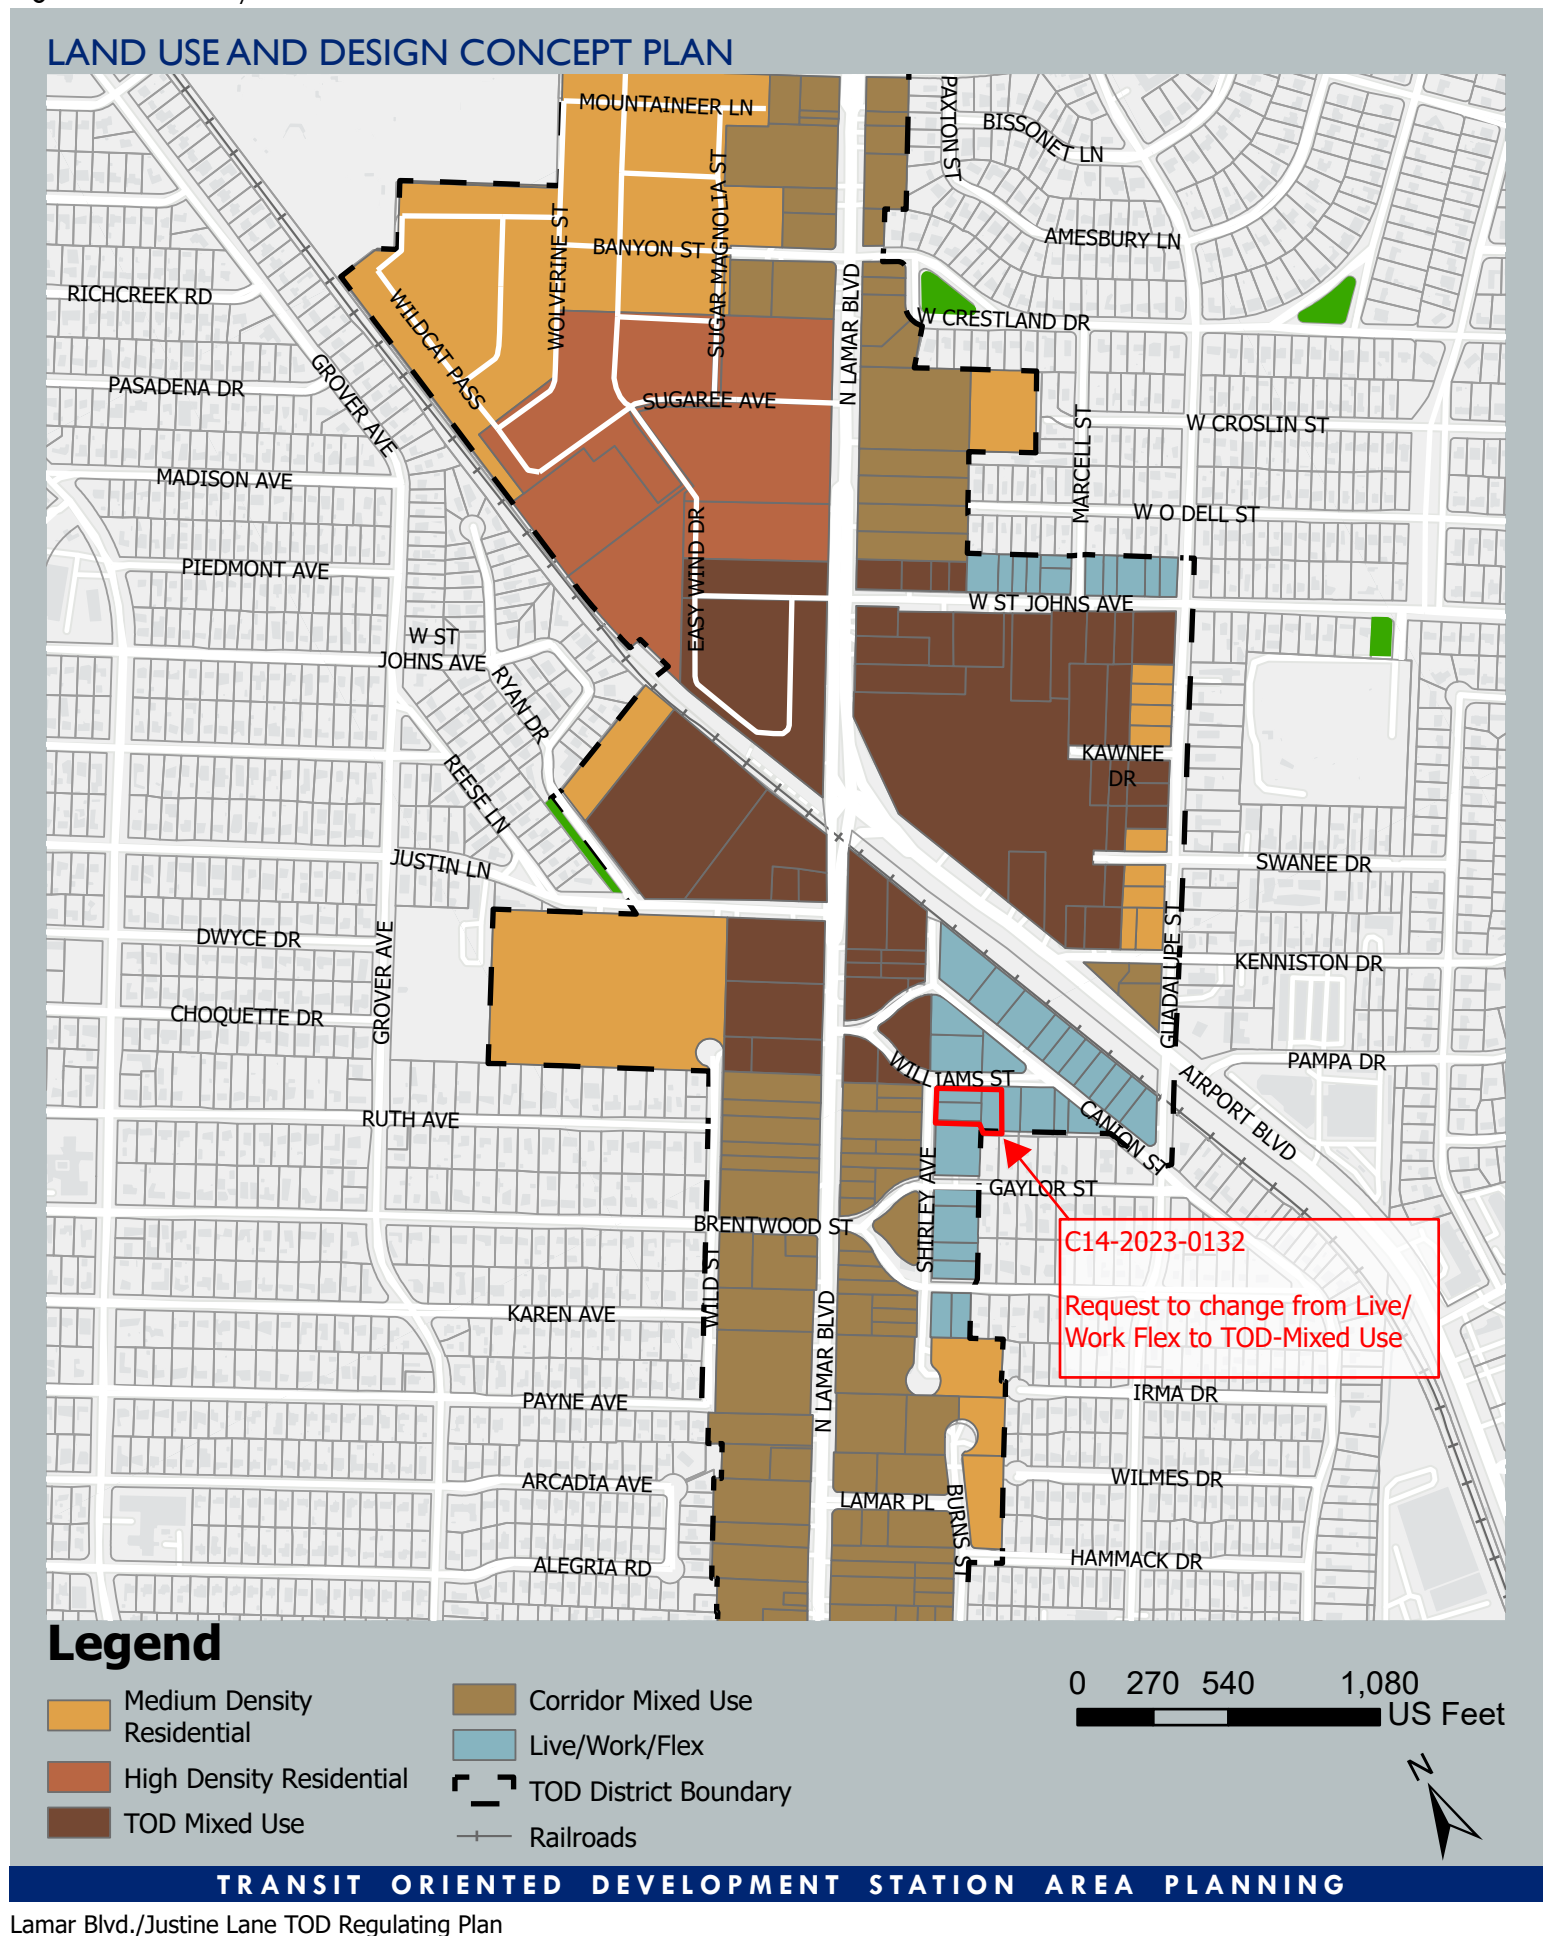 LAND USE AND DESIGN CONCEPT PLAN
MOUNTAINEER LN
PAXTON ST
BISSONET LN
SUGAR MAGNOLIA ST
WOLVERINE ST
BANYON ST
AMESBURY LN
RICHCREEK RD
WILDCAT PASS
N LAMAR BLVD
W CRESTLAND DR
GROVER AVE
PASADENA DR
SUGAREE AVE
MARCELL ST
W CROSLIN ST
MADISON AVE
W O DELL ST
EASY WIND DR
PIEDMONT AVE
W ST JOHNS AVE
W ST
JOHNS AVE
RYAN DR
KAWNEE
DR
REESE LN
JUSTIN LN
SWANEE DR
DWYCE DR
GROVER AVE
GUADALUPE ST
KENNISTON DR
CHOQUETTE DR
WILLIAMS ST
PAMPA DR
AIRPORT BLVD
RUTH AVE
CANION ST
SHIRLEY AVE
GAYLOR ST
BRENTWOOD ST
C14-2023-0132
Request to change from Live/
Work Flex to TOD-Mixed Use
WILD ST
KAREN AVE
N LAMAR BLVD
PAYNE AVE
IRMA DR
ARCADIA AVE
WILMES DR
LAMAR PL
BURNS ST
ALEGRIA RD
HAMMACK DR
Legend
Medium Density
Residential
High Density Residential
TOD Mixed Use
Corridor Mixed Use
Live/Work/Flex
TOD District Boundary
Railroads
0 270 540 1,080
US Feet
N
TRANSIT ORIENTED DEVELOPMENT STATION AREA PLANNING
Lamar Blvd./Justine Lane TOD Regulating Plan